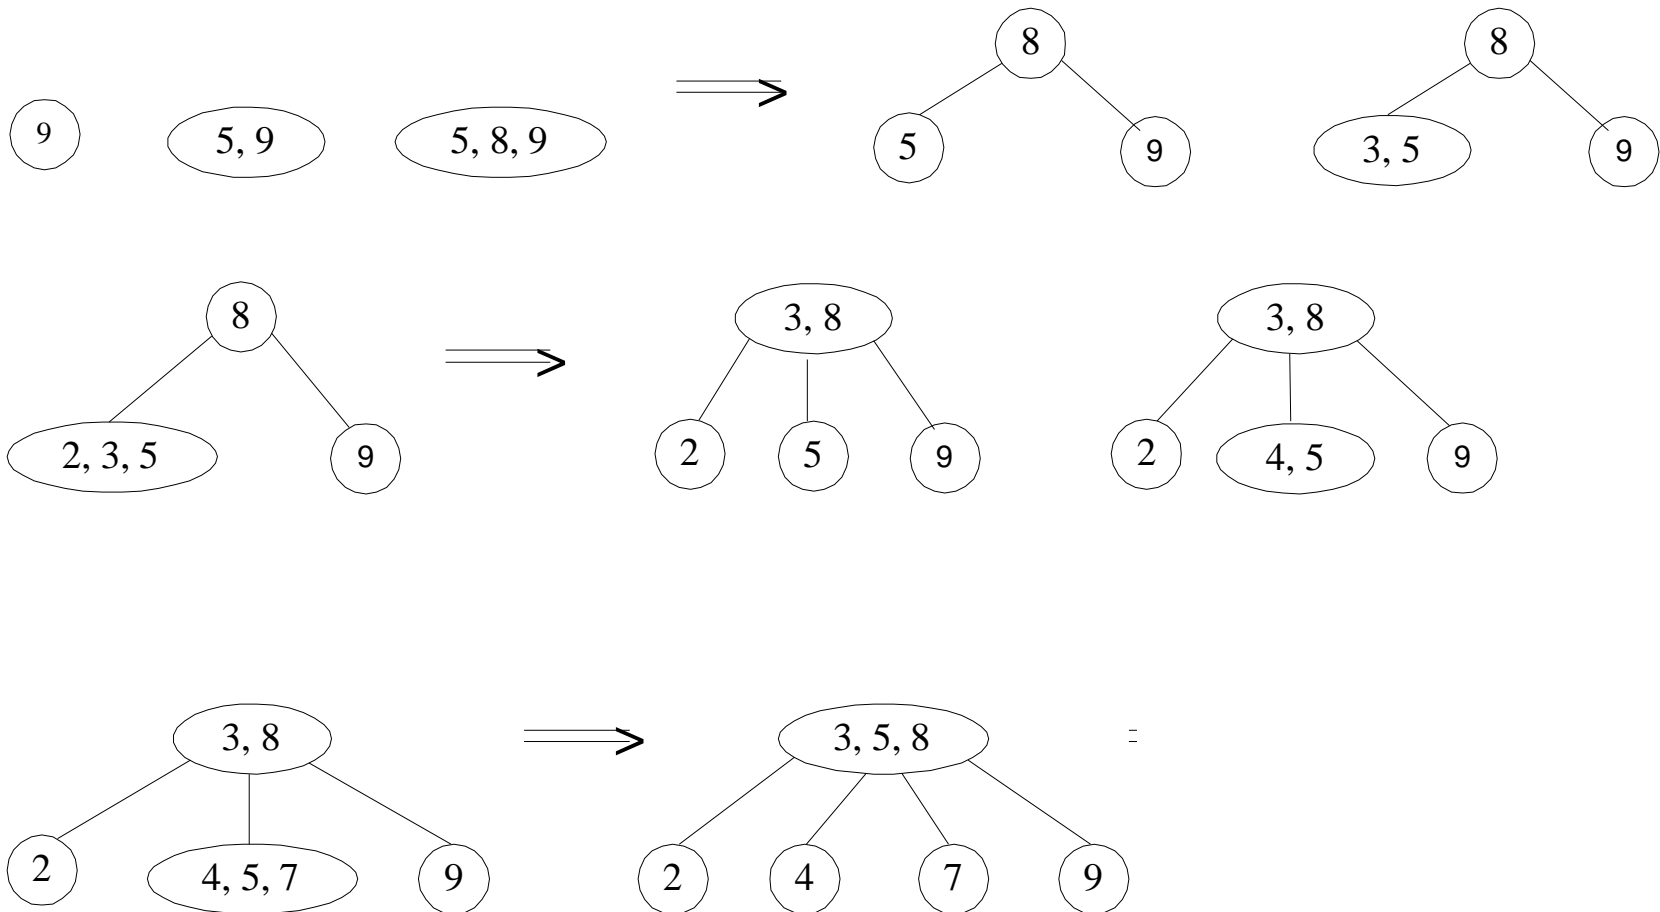 8 8
9 5, 9 5, 8, 9 => 5 9 3, 5 9
8 3, 8 3, 8
=>
2, 3, 5 9 2 5 9 2 4, 5 9
3, 8 => 3, 5, 8 =
2 4, 5, 7 9 2 4 7 9